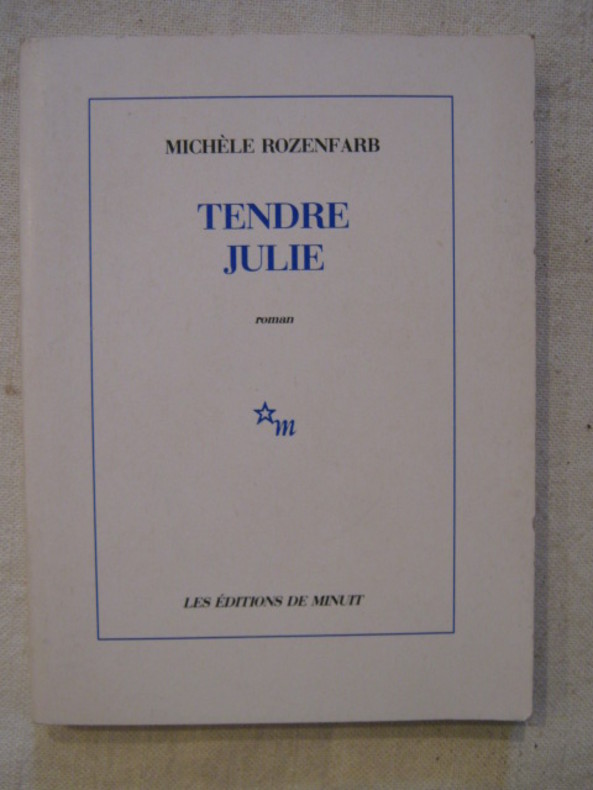 MICHÈLE ROZENFARB
TENDRE
JULIE
roman
m
LES ÉDITIONS DE MINUIT